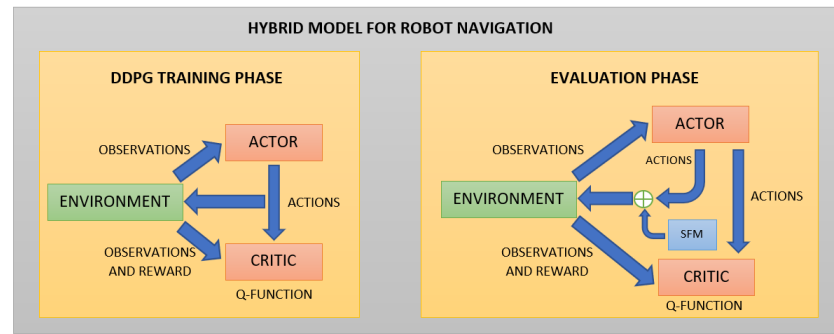 HYBRID MODEL FOR ROBOT NAVIGATION
DDPG TRAINING PHASE
ACTOR
OBSERVATIONS
ENVIRONMENT
ACTIONS
OBSERVATIONS
AND REWARD
CRITIC
Q-FUNCTION
EVALUATION PHASE
ACTOR
OBSERVATIONS
ACTIONS
ENVIRONMENT
ACTIONS
SFM
OBSERVATIONS
AND REWARD
CRITIC
Q-FUNCTION